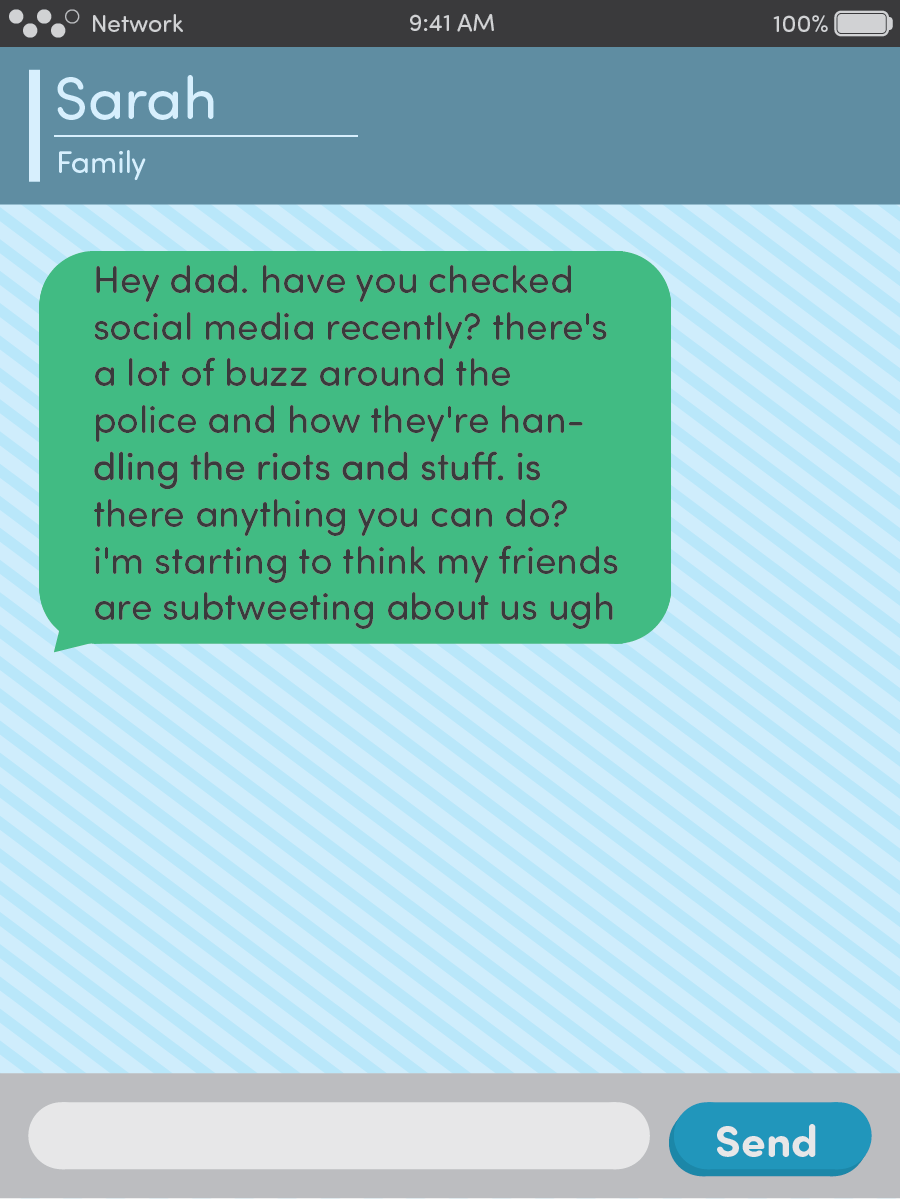 Network 9:41 AM 100%
Sarah
Family
Hey dad. have you checked
social media recently? there's
a lot of buzz around the
police and how they're han-
dling the riots and stuff. is
there anything you can do?
i'm starting to think my friends
are subtweeting about us ugh
Send